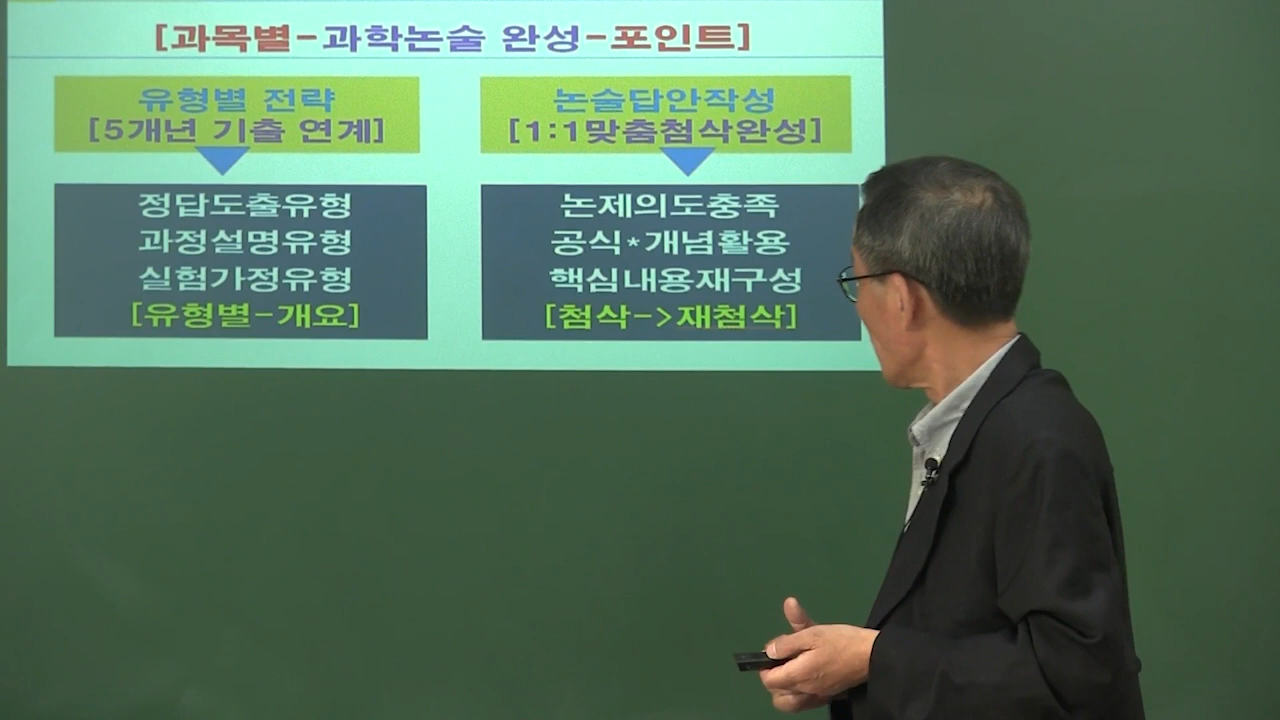 [과목별-과학논술 완성-포인트]
유형별 전략
[5개년 기출 연계]
정답도출유형
과정설명유형
실험가정유형
[유형별-개요]
논술답안작성
[1:1맞춤첨삭완성]
논제의도충족
공식*개념활용
핵심내용재구성
[첨삭->재첨삭]